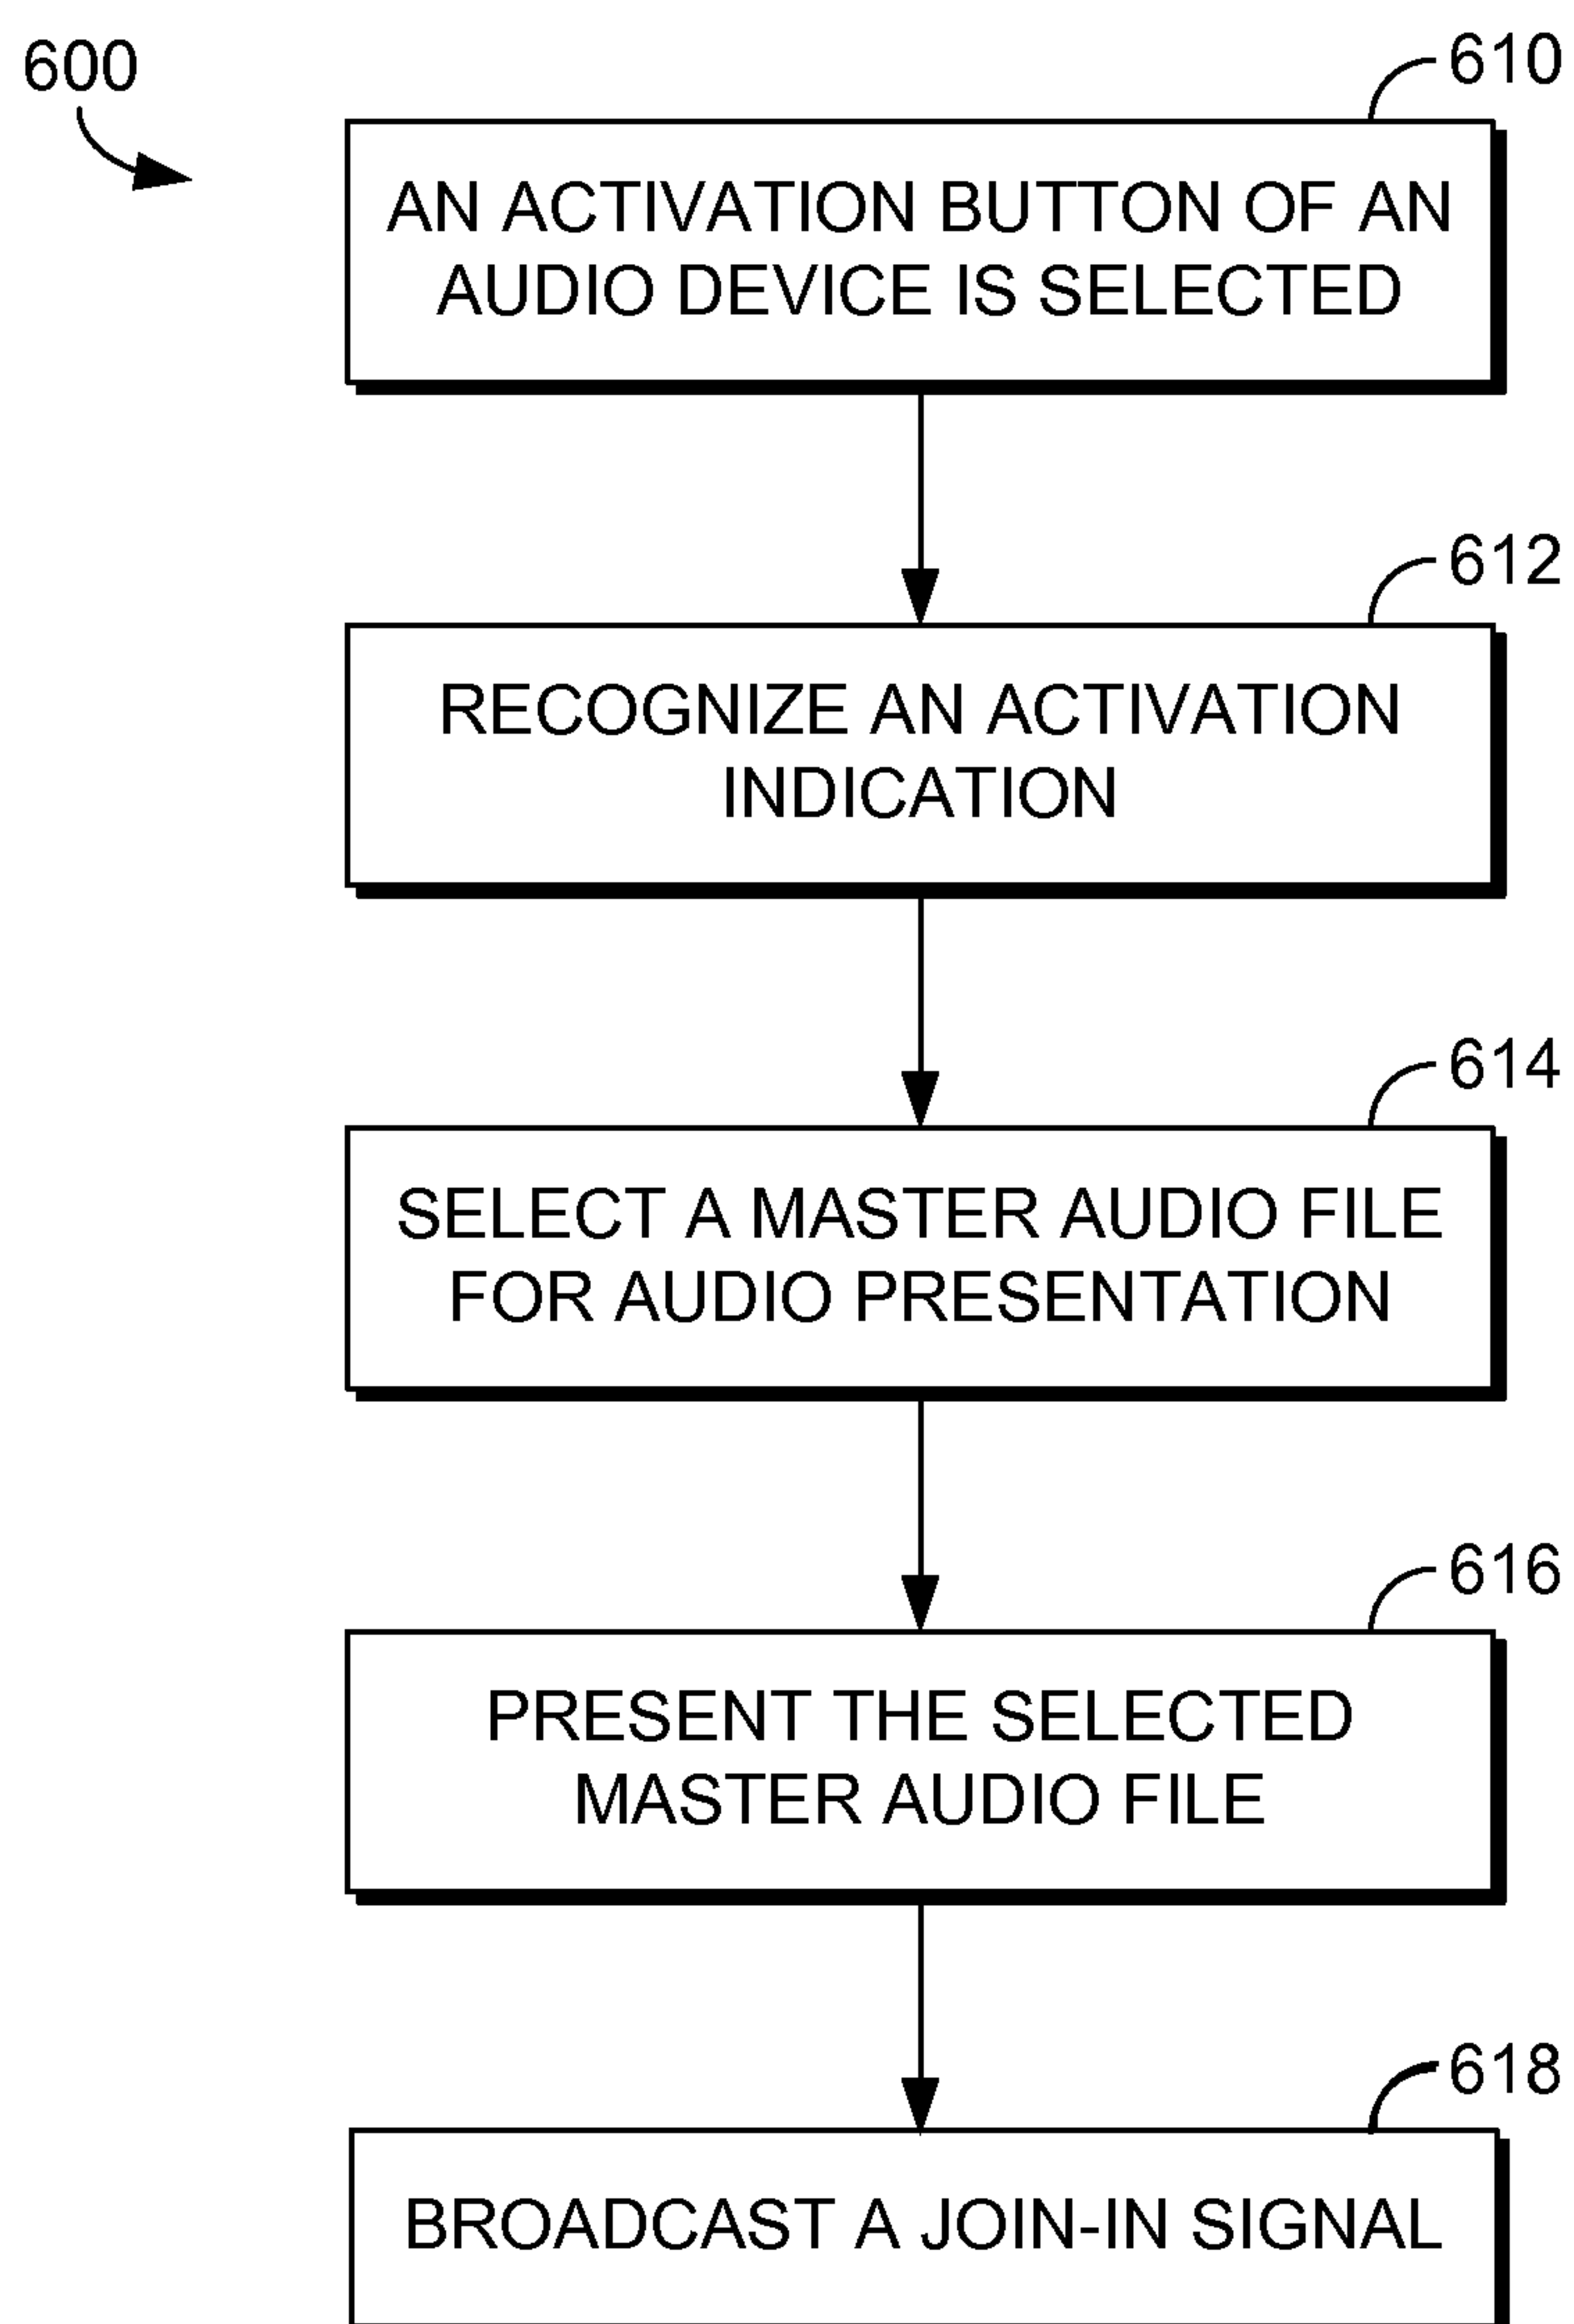 600
610
AN ACTIVATION BUTTON OF AN
AUDIO DEVICE IS SELECTED
612
RECOGNIZE AN ACTIVATION
INDICATION
614
SELECT A MASTER AUDIO FILE
FOR AUDIO PRESENTATION
616
PRESENT THE SELECTED
MASTER AUDIO FILE
618
BROADCAST A JOIN-IN SIGNAL